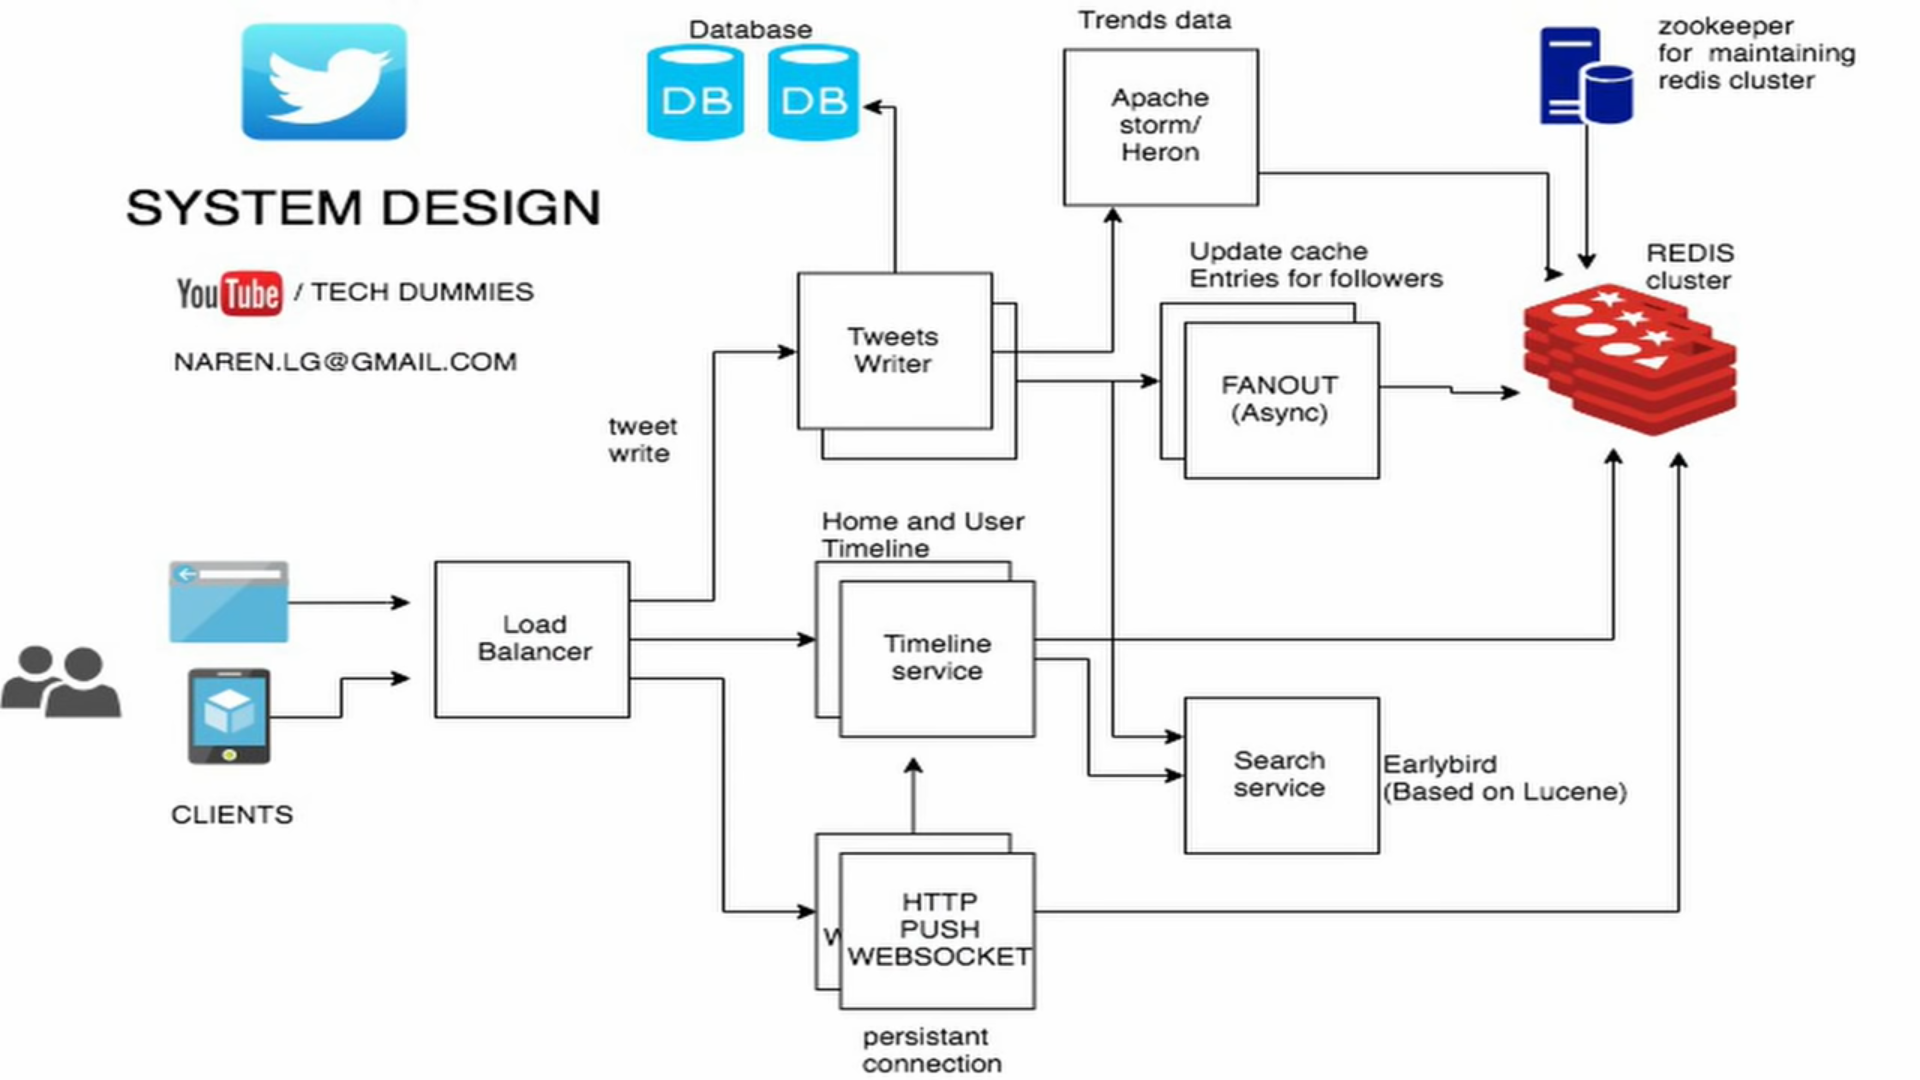 SYSTEM DESIGN
YouTube / TECH DUMMIES
NAREN.LG@GMAIL.COM
Database
DB DB
Trends data
Apache
storm/
Heron
zookeeper
for maintaining
redis cluster
REDIS
cluster
Update cache
Entries for followers
Tweets
Writer
FANOUT
(Async)
tweet
write
Home and User
Timeline
Load
Balancer
Timeline
service
Search
service
Earlybird
(Based on Lucene)
CLIENTS
W
HTTP
PUSH
WEBSOCKET
persistant
connection